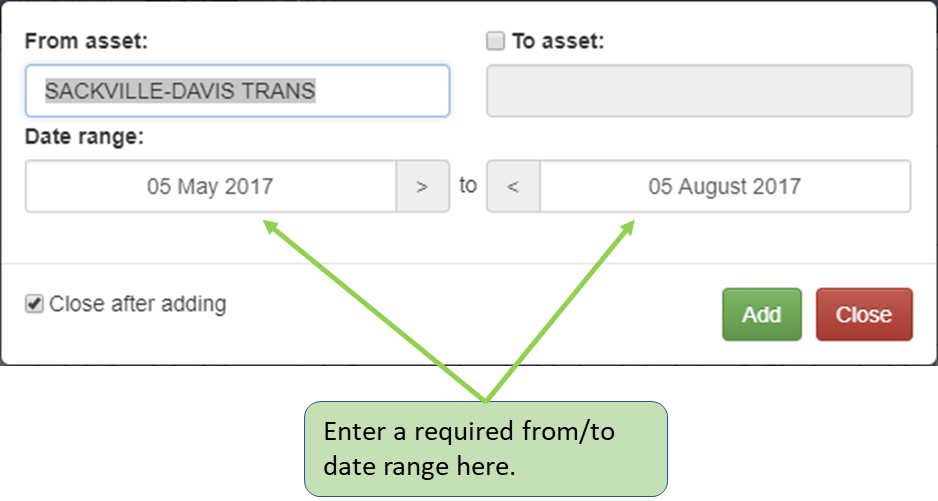 From asset:
To asset:
SACKVILLE-DAVIS TRANS
Date range:
05 May 2017 > to < 05 August 2017
Close after adding
Add
Close
Enter a required from/to
date range here.